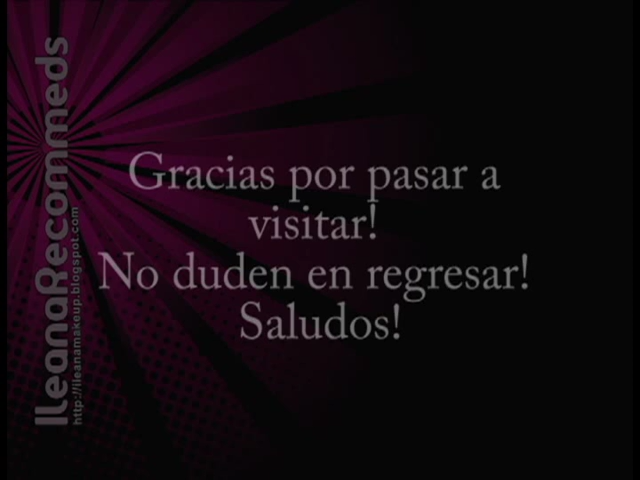 Gracias por pasar a
visitar!
No duden en regresar!
Saludos!
IleanaRecommeds
http://ileanamakeup.blogspot.com